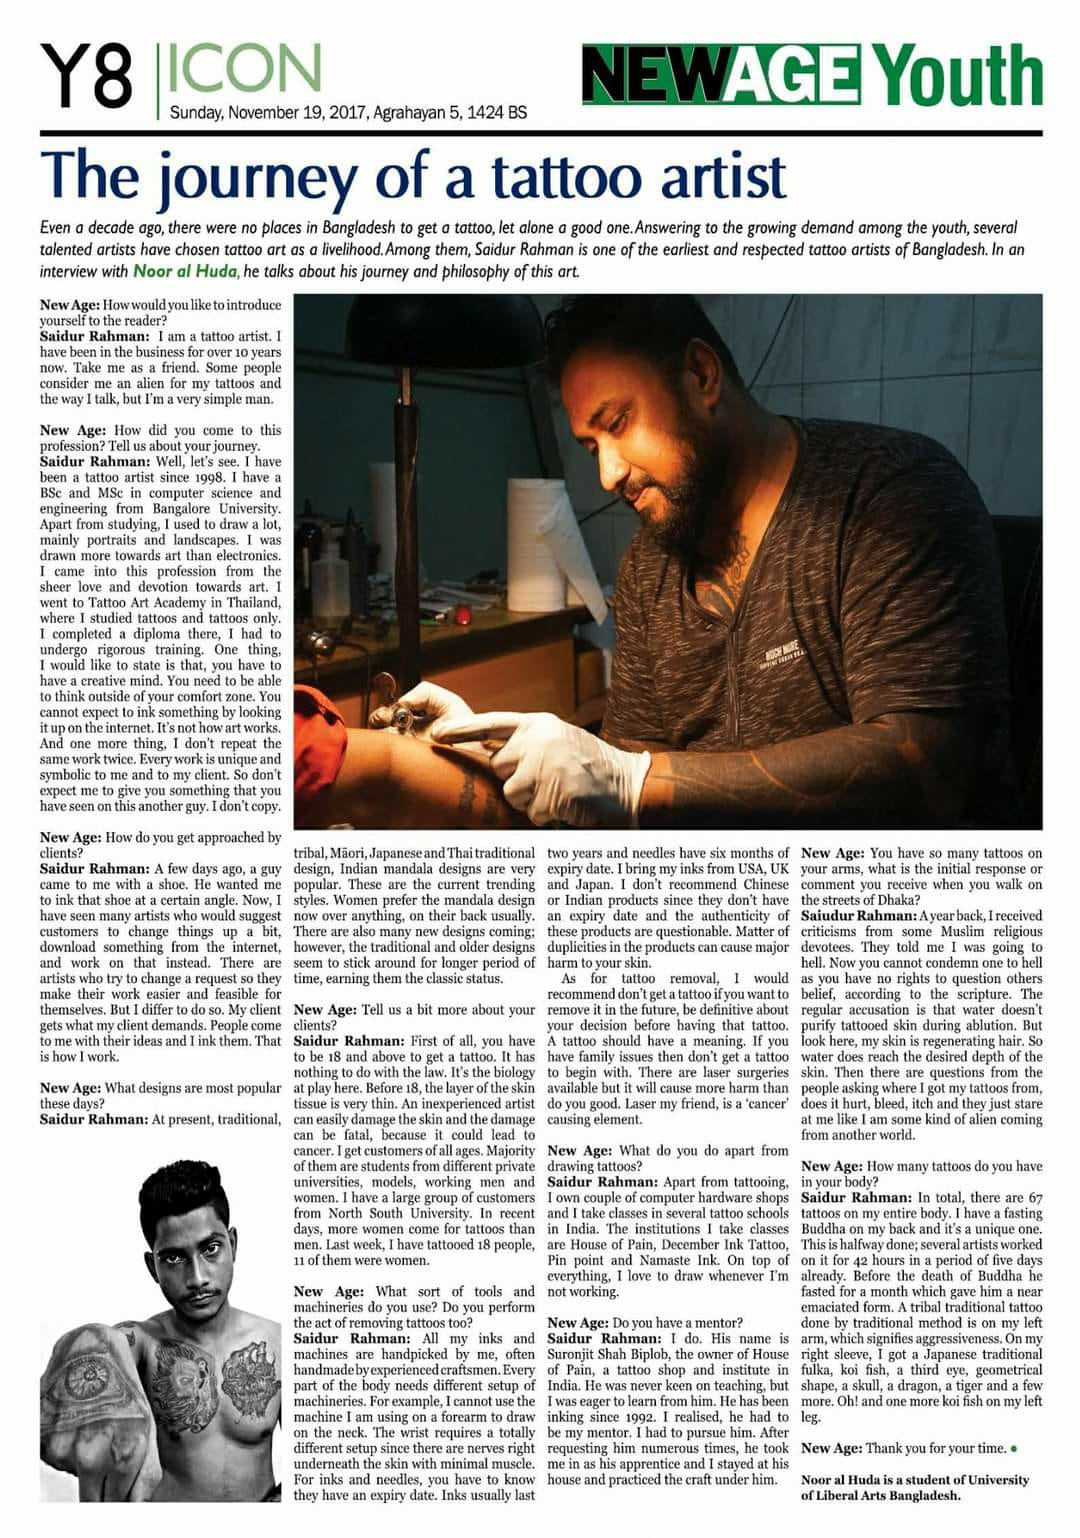 Y8
ICON
Sunday, November 19, 2017, Agrahayan 5, 1424 BS
NEWAGE Youth
The journey of a tattoo artist
Even a decade ago, there were no places in Bangladesh to get a tattoo, let alone a good one. Answering to the growing demand among the youth, several
talented artists have chosen tattoo art as a livelihood. Among them, Saidur Rahman is one of the earliest and respected tattoo artists of Bangladesh. In an
interview with Noor al Huda, he talks about his journey and philosophy of this art.
New Age: How would you like to introduce
yourself to the reader?
Saidur Rahman: I am a tattoo artist. I
have been in the business for over 10 years
now. Take me as a friend. Some people
consider me an alien for my tattoos and
the way I talk, but I'm a very simple man.
New Age: How did you come to this
profession? Tell us about your journey.
Saidur Rahman: Well, let's see. I have
been a tattoo artist since 1998. I have a
BSc and MSc in computer science and
engineering from Bangalore University.
Apart from studying, I used to draw a lot,
mainly portraits and landscapes. I was
drawn more towards art than electronics.
I came into this profession from the
sheer love and devotion towards art. I
went to Tattoo Art Academy in Thailand,
where I studied tattoos and tattoos only.
I completed a diploma there, I had to
undergo rigorous training. One thing,
I would like to state is that, you have to
have a creative mind. You need to be able
to think outside of your comfort zone. You
cannot expect to ink something by looking
it up on the internet. It's not how art works.
And one more thing, I don't repeat the
same work twice. Every work is unique and
symbolic to me and to my client. So don't
expect me to give you something that you
have seen on this another guy. I don't copy.
New Age: How do you get approached by
clients?
Saidur Rahman: A few days ago, a guy
came to me with a shoe. He wanted me
to ink that shoe at a certain angle. Now, I
have seen many artists who would suggest
customers to change things up a bit,
download something from the internet,
and work on that instead. There are
artists who try to change a request so they
make their work easier and feasible for
themselves. But I differ to do so. My client
gets what my client demands. People come
to me with their ideas and I ink them. That
is how I work.
New Age: What designs are most popular
these days?
Saidur Rahman: At present, traditional,
tribal, Māori, Japanese and Thai traditional
design, Indian mandala designs are very
popular. These are the current trending
styles. Women prefer the mandala design
now over anything, on their back usually.
There are also many new designs coming;
however, the traditional and older designs
seem to stick around for longer period of
time, earning them the classic status.
New Age: Tell us a bit more about your
clients?
Saidur Rahman: First of all, you have
to be 18 and above to get a tattoo. It has
nothing to do with the law. It's the biology
at play here. Before 18, the layer of the skin
tissue is very thin. An inexperienced artist
can easily damage the skin and the damage
can be fatal, because it could lead to
cancer. I get customers of all ages. Majority
of them are students from different private
universities, models, working men and
women. I have a large group of customers
from North South University. In recent
days, more women come for tattoos than
men. Last week, I have tattooed 18 people,
11 of them were women.
New Age: What sort of tools and
machineries do you use? Do you perform
the act of removing tattoos too?
Saidur Rahman: All my inks and
machines are handpicked by me, often
handmade by experienced craftsmen. Every
part of the body needs different setup of
machineries. For example, I cannot use the
machine I am using on a forearm to draw
on the neck. The wrist requires a totally
different setup since there are nerves right
underneath the skin with minimal muscle.
For inks and needles, you have to know
they have an expiry date. Inks usually last
two years and needles have six months of
expiry date. I bring my inks from USA, UK
and Japan. I don't recommend Chinese
or Indian products since they don't have
an expiry date and the authenticity of
these products are questionable. Matter of
duplicities in the products can cause major
harm to your skin.
As for tattoo removal, I would
recommend don't get a tattoo if you want to
remove it in the future, be definitive about
your decision before having that tattoo.
A tattoo should have a meaning. If you
have family issues then don't get a tattoo
to begin with. There are laser surgeries
available but it will cause more harm than
do you good. Laser my friend, is a 'cancer'
causing element.
New Age: What do you do apart from
drawing tattoos?
Saidur Rahman: Apart from tattooing,
I own couple of computer hardware shops
and I take classes in several tattoo schools
in India. The institutions I take classes
are House of Pain, December Ink Tattoo,
Pin point and Namaste Ink. On top of
everything, I love to draw whenever I'm
not working.
New Age: Do you have a mentor?
Saidur Rahman: I do. His name is
Suronjit Shah Biplob, the owner of House
of Pain, a tattoo shop and institute in
India. He was never keen on teaching, but
I was eager to learn from him. He has been
inking since 1992. I realised, he had to
be my mentor. I had to pursue him. After
requesting him numerous times, he took
me in as his apprentice and I stayed at his
house and practiced the craft under him.
New Age: You have so many tattoos on
your arms, what is the initial response or
comment you receive when you walk on
the streets of Dhaka?
Saiudur Rahman: A year back, I received
criticisms from some Muslim religious
devotees. They told me I was going to
hell. Now you cannot condemn one to hell
as you have no rights to question others
belief, according to the scripture. The
regular accusation is that water doesn't
purify tattooed skin during ablution. But
look here, my skin is regenerating hair. So
water does reach the desired depth of the
skin. Then there are questions from the
people asking where I got my tattoos from,
does it hurt, bleed, itch and they just stare
at me like I am some kind of alien coming
from another world.
New Age: How many tattoos do you have
in your body?
Saidur Rahman: In total, there are 67
tattoos on my entire body. I have a fasting
Buddha on my back and it's a unique one.
This is halfway done; several artists worked
on it for 42 hours in a period of five days
already. Before the death of Buddha he
fasted for a month which gave him a near
emaciated form. A tribal traditional tattoo
done by traditional method is on my left
arm, which signifies aggressiveness. On my
right sleeve, I got a Japanese traditional
fulka, koi fish, a third eye, geometrical
shape, a skull, a dragon, a tiger and a few
more. Oh! and one more koi fish on my left
leg.
New Age: Thank you for your time.
Noor al Huda is a student of University
of Liberal Arts Bangladesh.
MUCH MORE